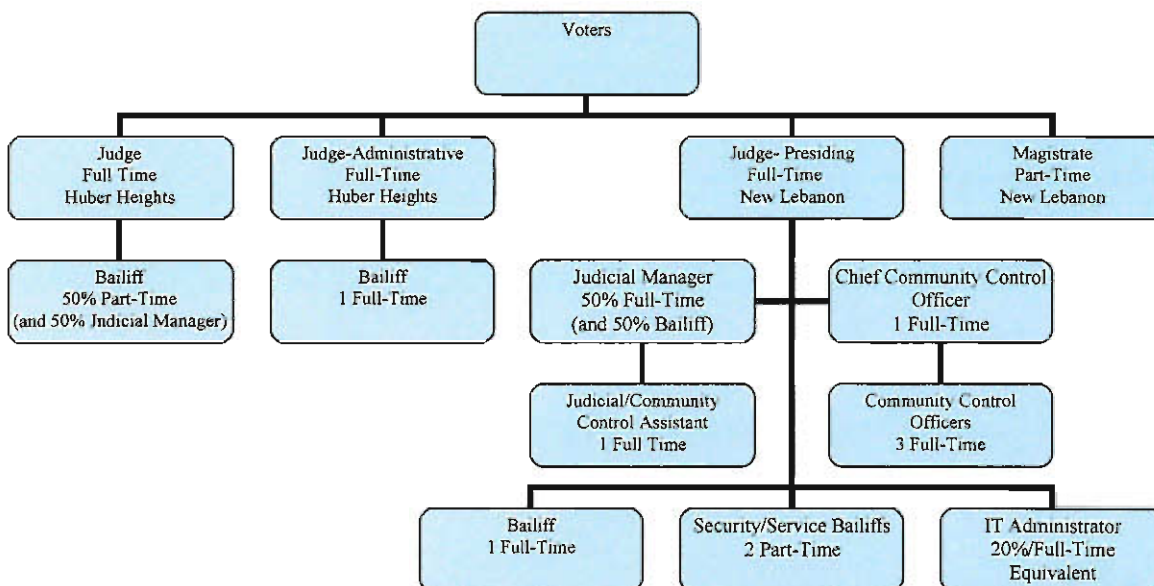 Voters
Judge
Full Time
Huber Heights
Judge-Administrative
Full-Time
Huber Heights
Judge- Presiding
Full-Time
New Lebanon
Magistrate
Part-Time
New Lebanon
Bailiff
50% Part-Time
(and 50% Judicial Manager)
Bailiff
1 Full-Time
Judicial Manager
50% Full-Time
(and 50% Bailiff)
Chief Community Control
Officer
1 Full-Time
Judicial/Community
Control Assistant
1 Full Time
Community Control
Officers
3 Full-Time
Bailiff
1 Full-Time
Security/Service Bailiffs
2 Part-Time
IT Administrator
20%/Full-Time
Equivalent